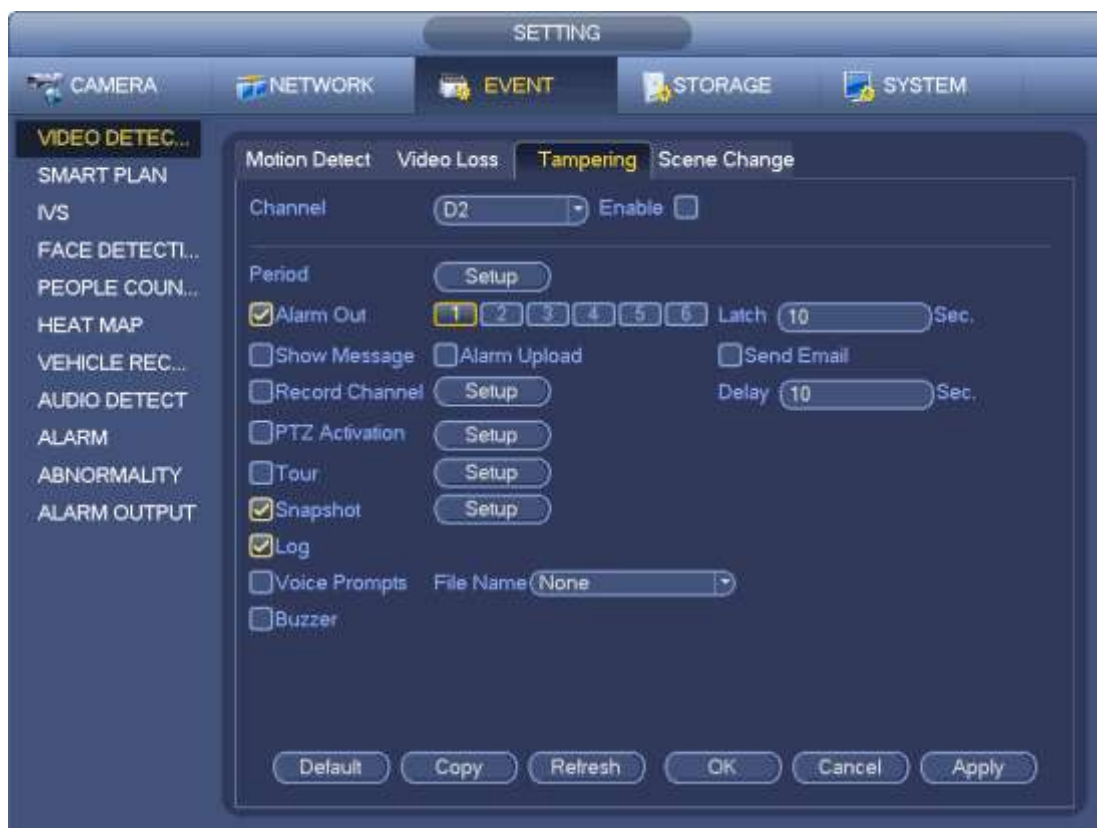 SETTING
CAMERA NETWORK EVENT STORAGE SYSTEM
VIDEO DETEC...
SMART PLAN
IVS
FACE DETECTI...
PEOPLE COUN...
HEAT MAP
VEHICLE REC...
AUDIO DETECT
ALARM
ABNORMALITY
ALARM OUTPUT
Motion Detect Video Loss Tampering Scene Change
Channel D2 Enable
Period Setup
Alarm Out 1 2 3 4 5 6 Latch 10 Sec.
Show Message Alarm Upload Send Email
Record Channel Setup Delay 10 Sec.
PTZ Activation Setup
Tour Setup
Snapshot Setup
Log
Voice Prompts File Name None
Buzzer
Default Copy Refresh OK Cancel Apply